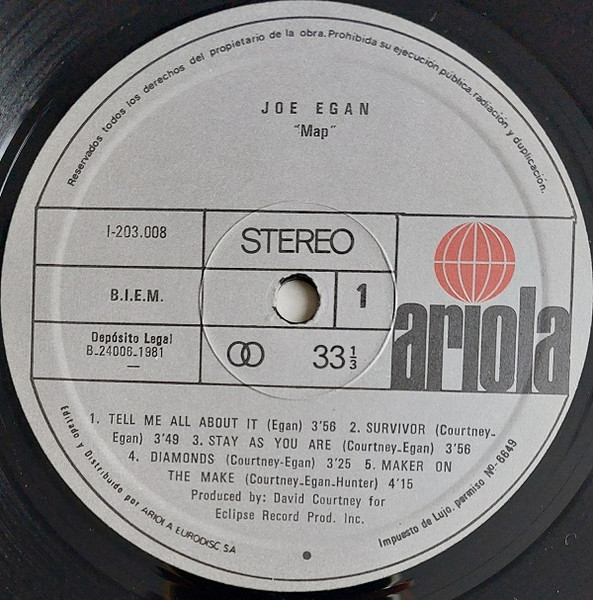 Reservados todos los derechos del propietario de la obra. Prohibida su ejecución pública, radiación y duplicación.
JOE EGAN
"Map"
I-203.008
STEREO
B.I.E.M.
1
ariola
Depósito Legal
B-24006-1981
33⅓
1. TELL ME ALL ABOUT IT (Egan) 3'56 2. SURVIVOR (Courtney-
Egan) 3'49 3. STAY AS YOU ARE (Courtney-Egan) 3'56
4. DIAMONDS (Courtney-Egan) 3'25 5. MAKER ON
THE MAKE (Courtney-Egan-Hunter) 4'15
Produced by: David Courtney for
Eclipse Record Prod. Inc.
Editado y Distribuido por ARIOLA EURODISC SA
Impuesto de Lujo. permiso Nº- 6649